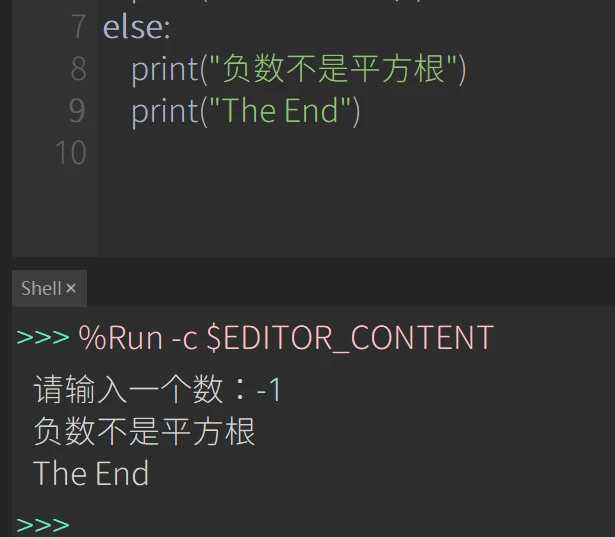 7 else:
8 print("负数不是平方根")
9 print("The End")
10
Shell ×
>>> %Run -c $EDITOR_CONTENT
请输入一个数：-1
负数不是平方根
The End
>>>